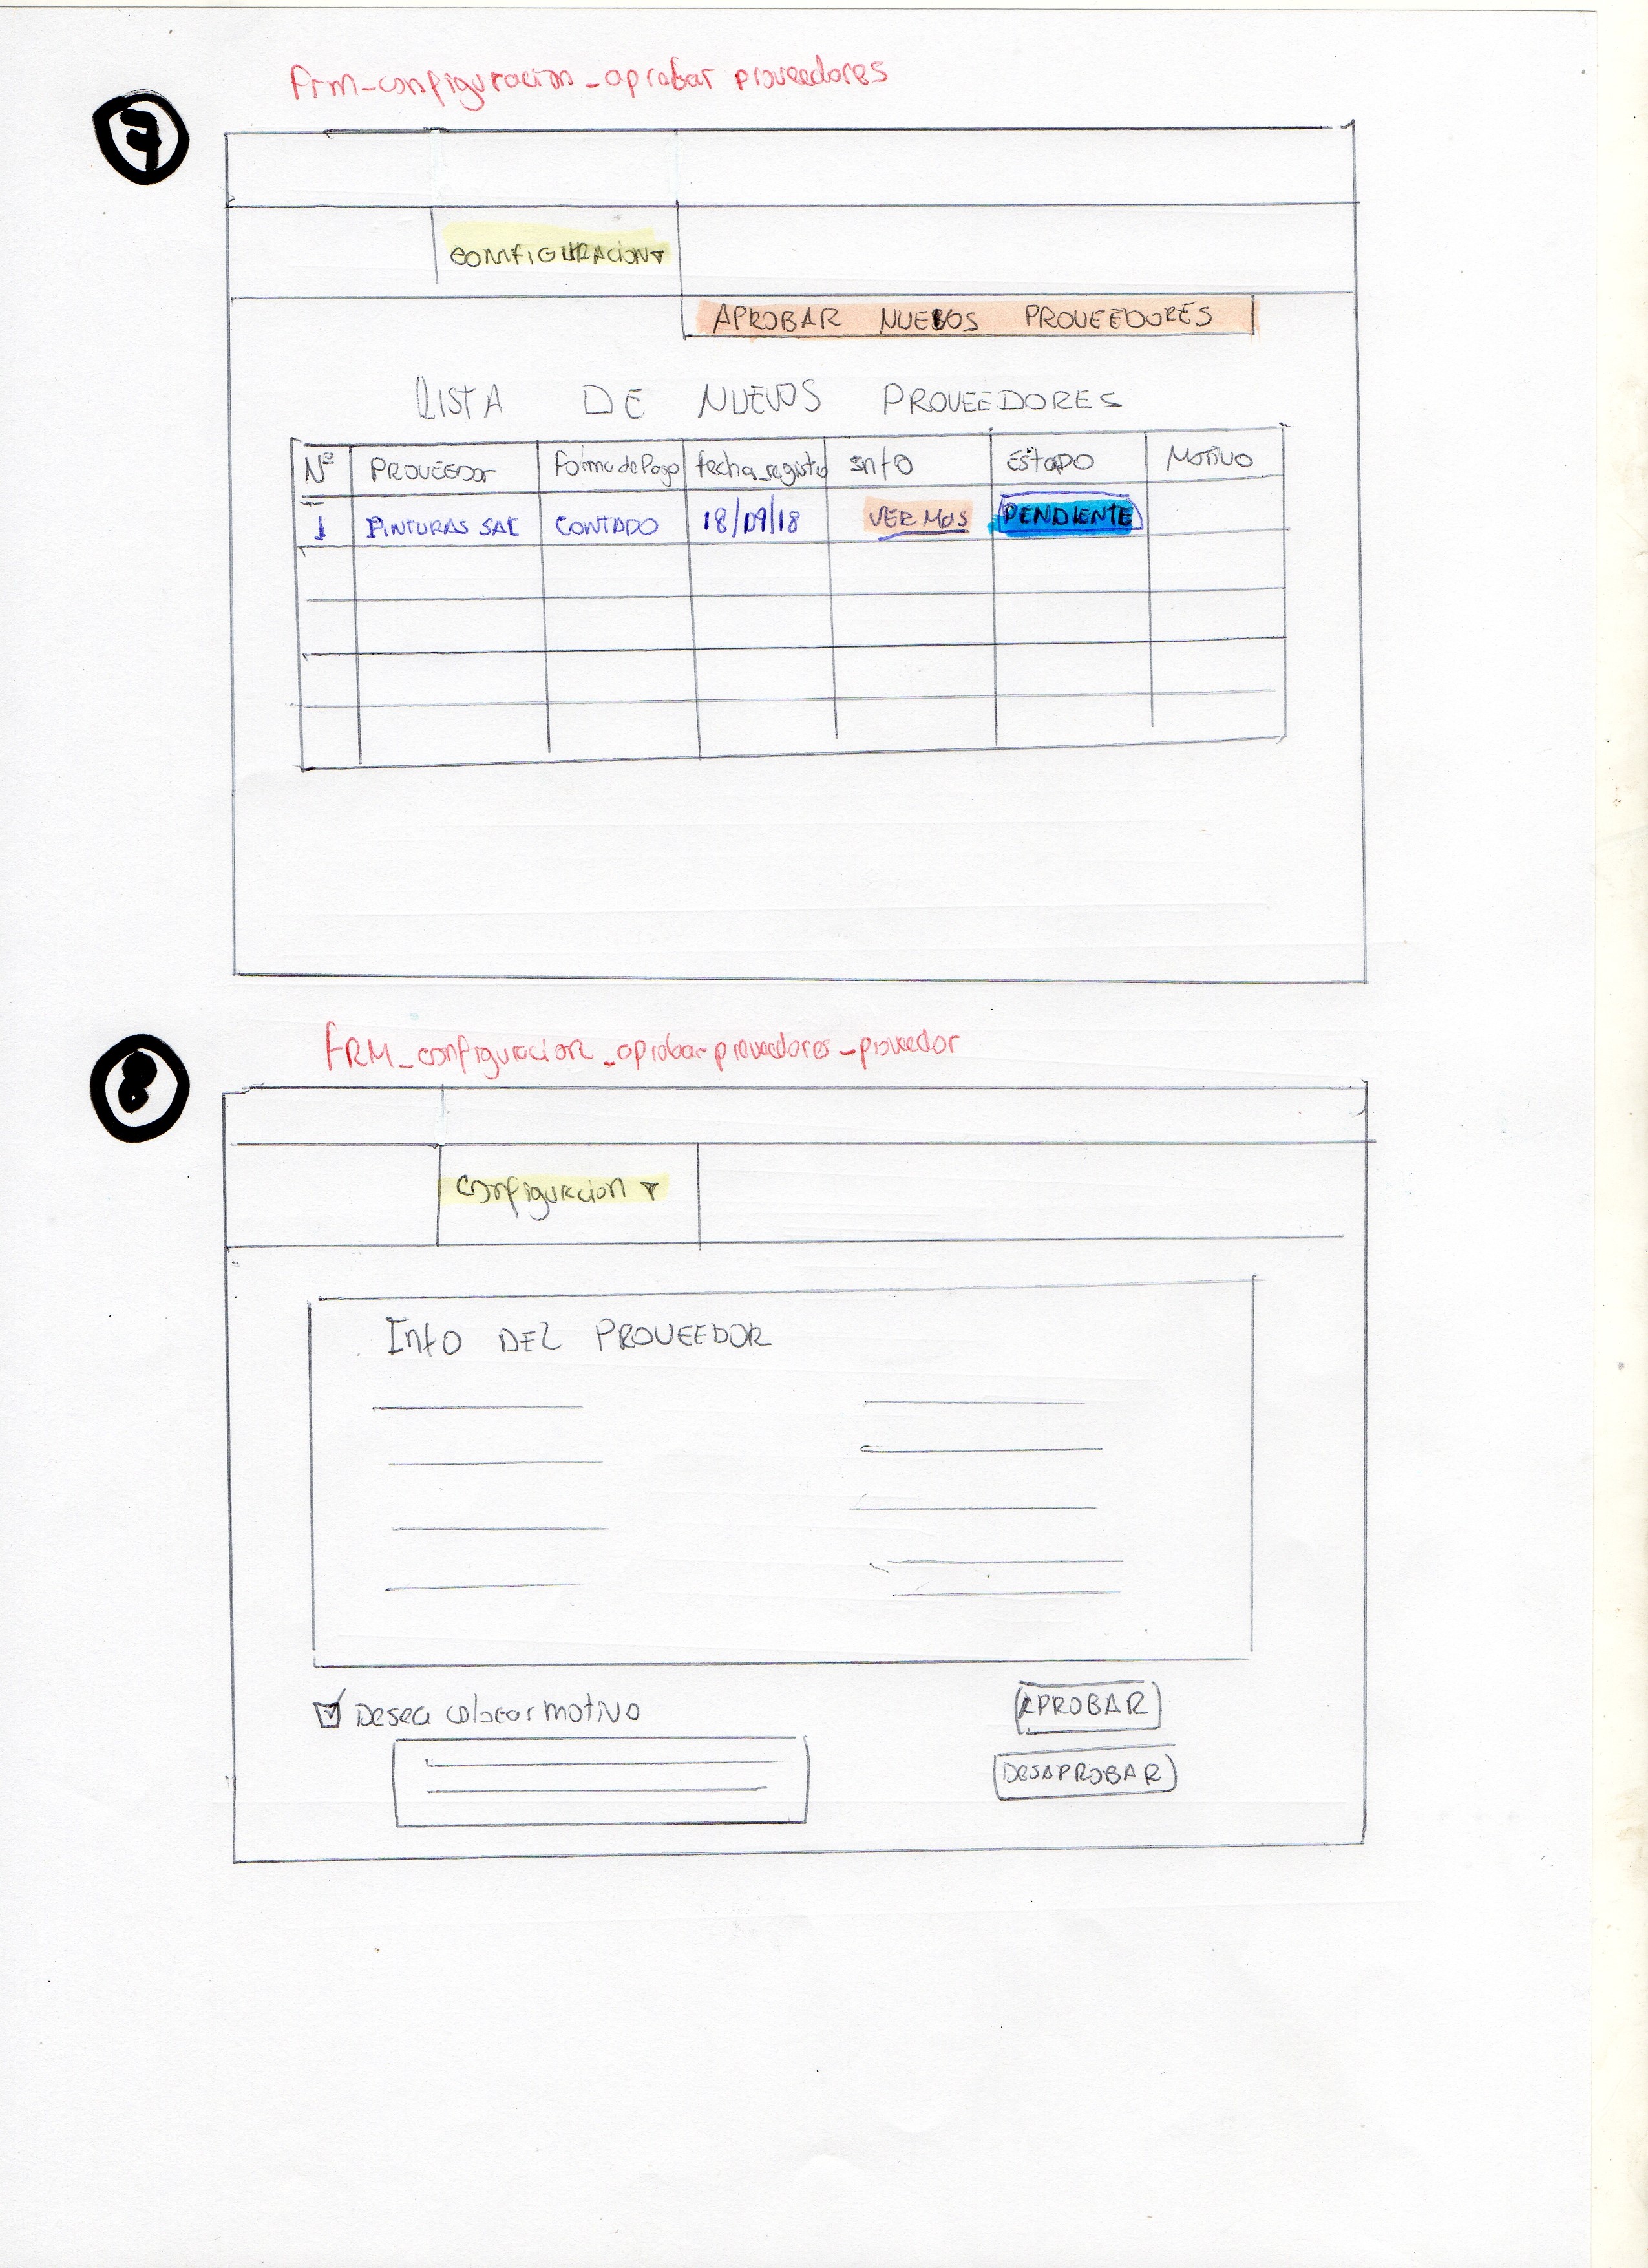 frm_configuracion_aprobar proveedores
7
CONFIGURACION▾
APROBAR NUEBOS PROVEEDORES
LISTA DE NUEVOS PROVEEDORES
Nº PROVEEDOR Forma de Pago fecha_registro Info EStADO MOTIVO
1 PINTURAS SAC CONTADO 18/09/18 VER MAS PENDIENTE
FRM_configuracion_aprobar-proveedores_proveedor
8
Configuracion ▾
Info DEL PROVEEDOR
Desea colocar motivo
APROBAR
DESAPROBAR